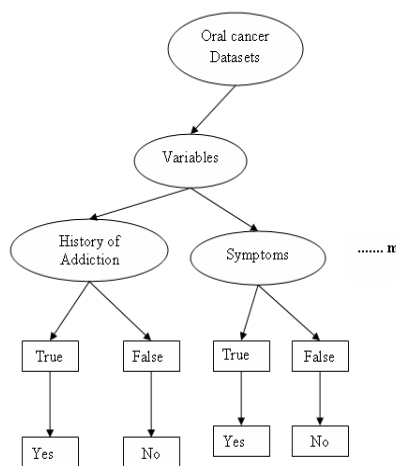 Oral cancer
Datasets
Variables
History of
Addiction
Symptoms
....... m
True
False
True
False
Yes
No
Yes
No